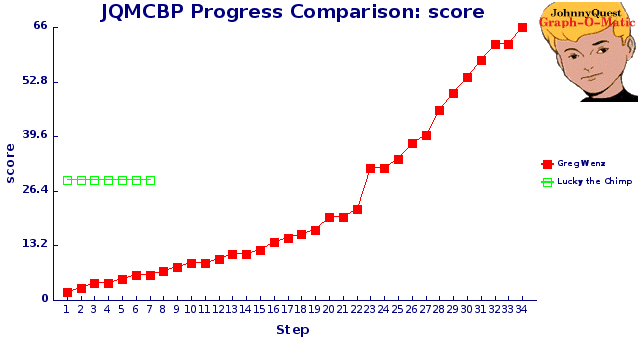 JQMCBP Progress Comparison: score
JohnnyQuest
Graph-O-Matic
66
52.8
39.6
26.4
13.2
0
score
1 2 3 4 5 6 7 8 9 10 11 12 13 14 15 16 17 18 19 20 21 22 23 24 25 26 27 28 29 30 31 32 33 34
Step
Greg Wenz
Lucky the Chimp